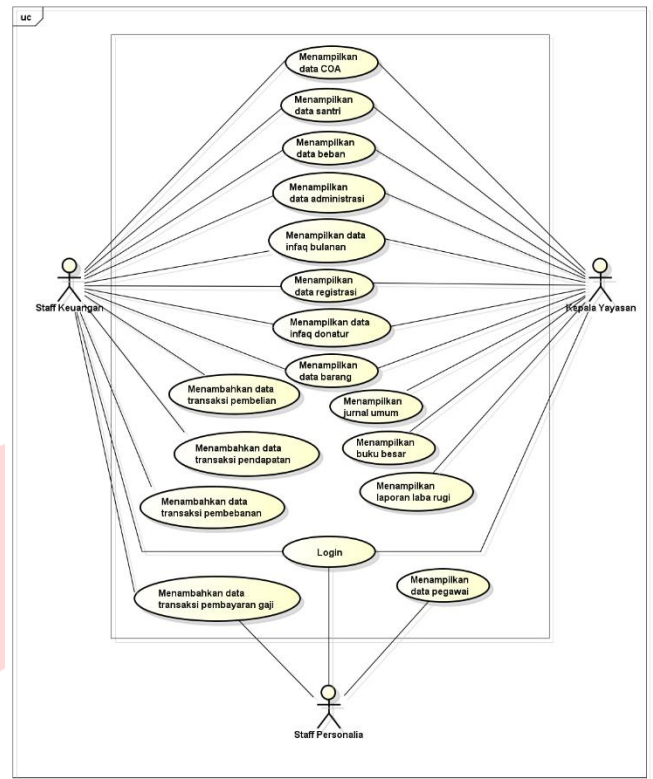 uc
Menampilkan
data COA
Menampilkan
data santri
Menampilkan
data beban
Menampilkan
data administrasi
Menampilkan data
infaq bulanan
Staff Keuangan
Menampilkan
data registrasi
Kepala Yayasan
Menampilkan data
infaq donatur
Menampilkan
data barang
Menambahkan data
transaksi pembelian
Menampilkan
jurnal umum
Menambahkan data
transaksi pendapatan
Menampilkan
buku besar
Menampilkan
laporan laba rugi
Menambahkan data
transaksi pembebanan
Login
Menambahkan data
transaksi pembayaran gaji
Menampilkan
data pegawai
Staff Personalia